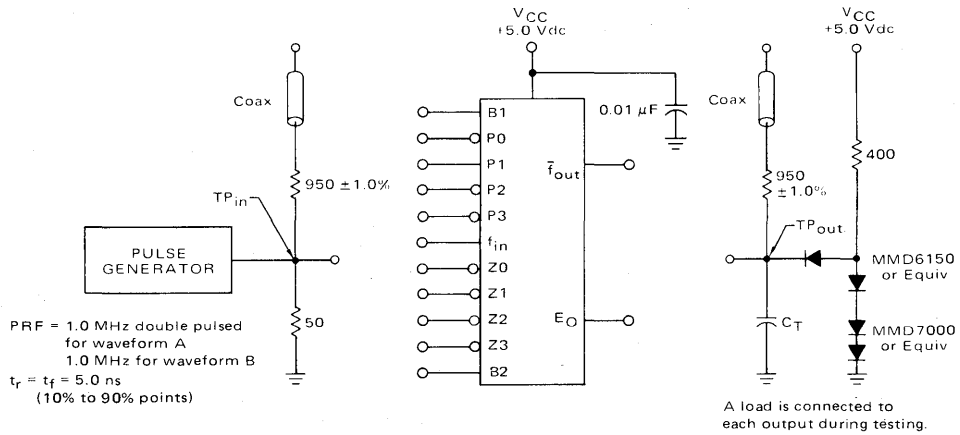 Coax
950 ±1.0%
TPin
PULSE
GENERATOR
50
PRF = 1.0 MHz double pulsed
for waveform A
1.0 MHz for waveform B
tr = tf = 5.0 ns
(10% to 90% points)
VCC
+5.0 Vdc
0.01 μF
B1
P0
P1
P2
P3
fin
Z0
Z1
Z2
Z3
B2
f̅out
EO
Coax
950
±1.0%
TPout
CT
VCC
+5.0 Vdc
400
MMD6150
or Equiv
MMD7000
or Equiv
A load is connected to
each output during testing.